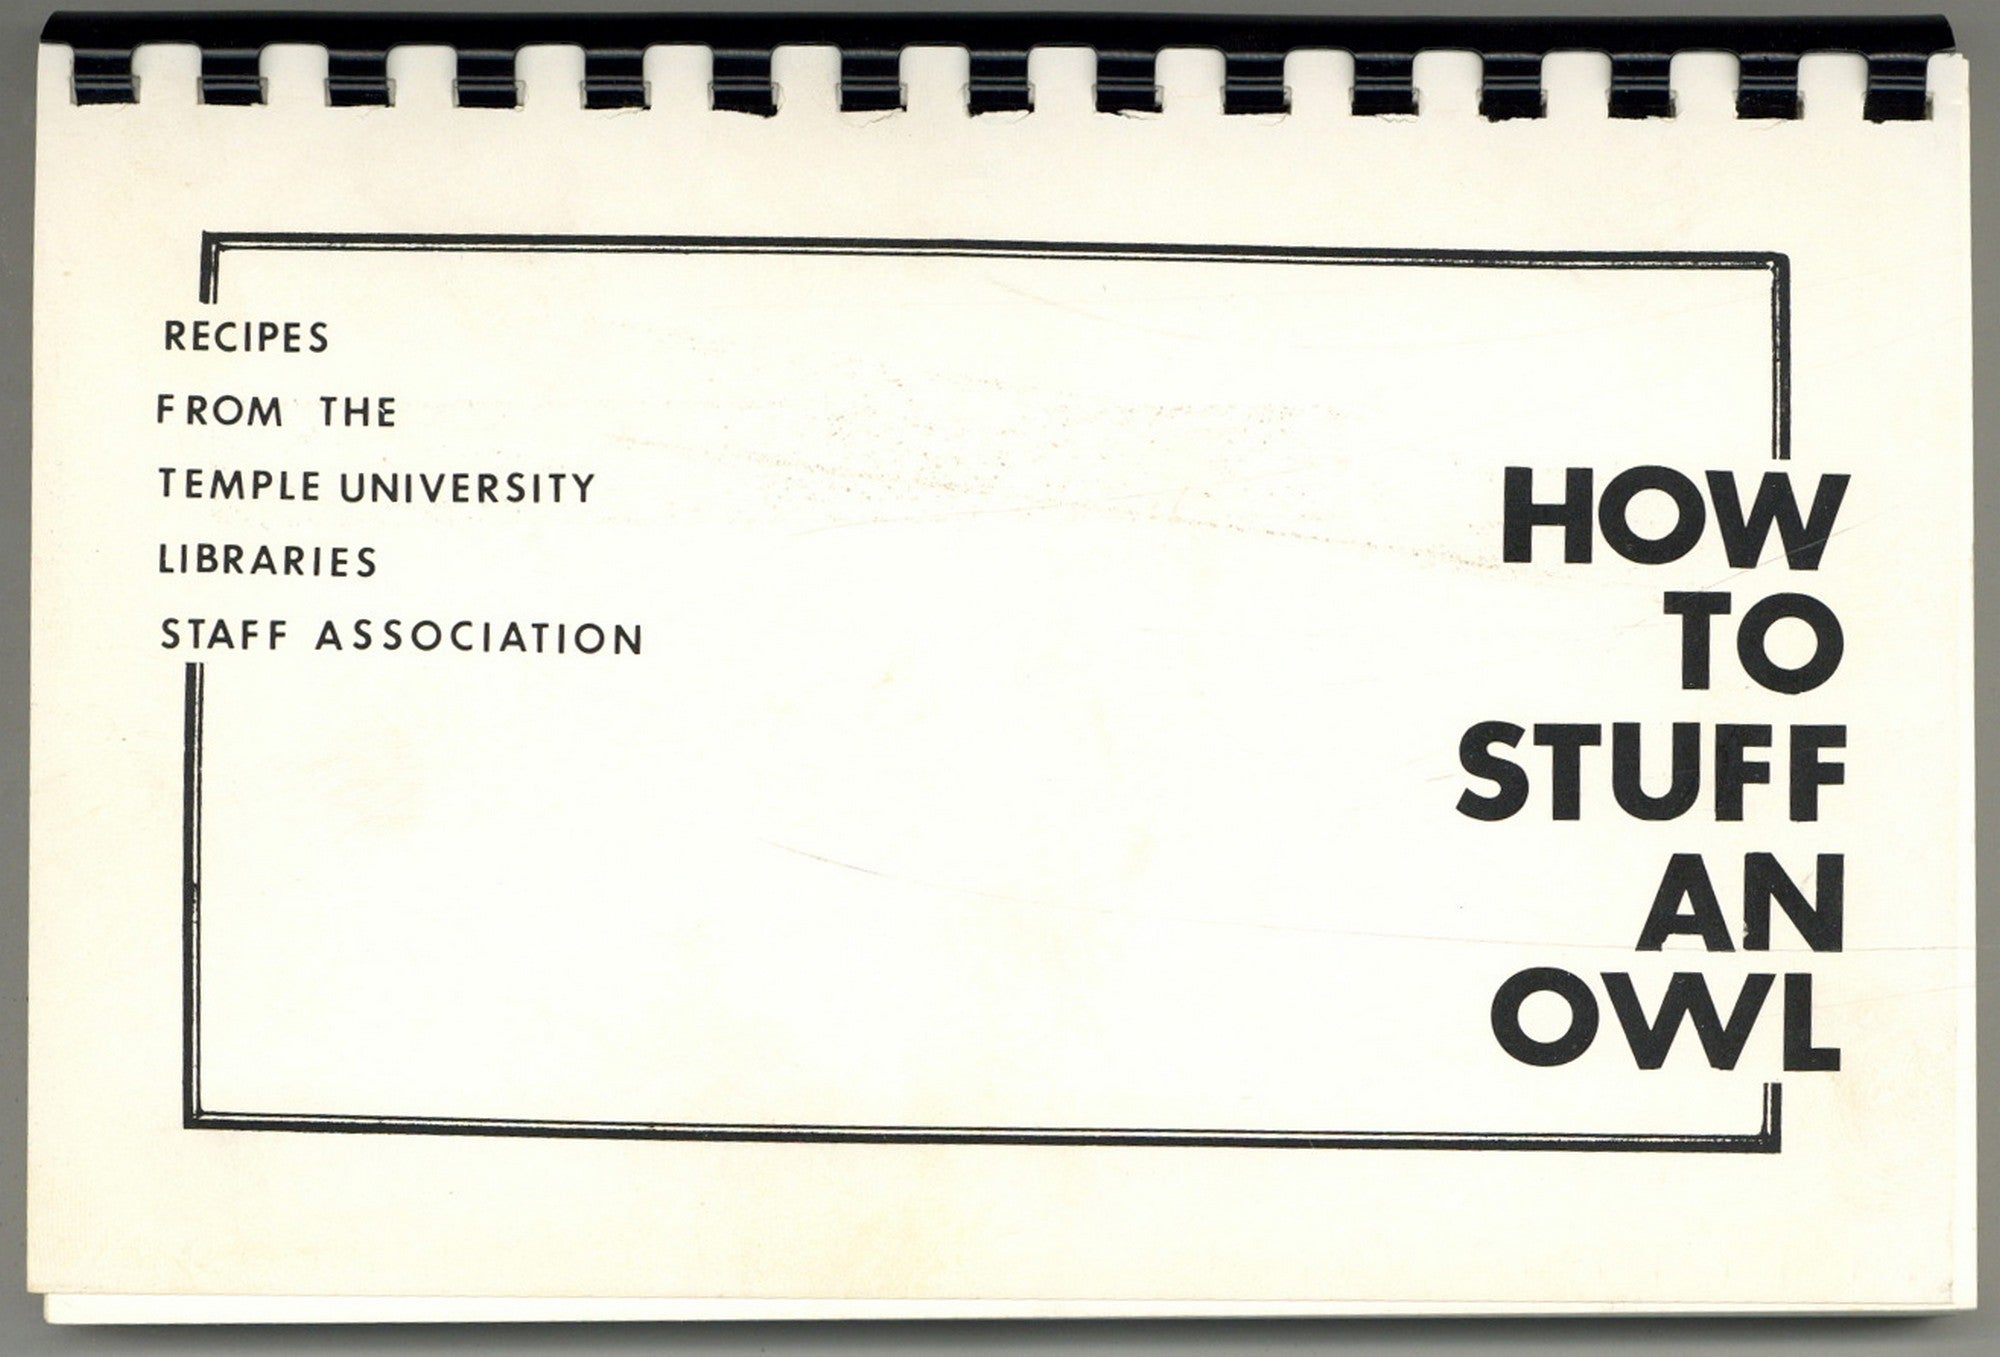 RECIPES
FROM THE
TEMPLE UNIVERSITY
LIBRARIES
STAFF ASSOCIATION
HOW
TO
STUFF
AN
OWL